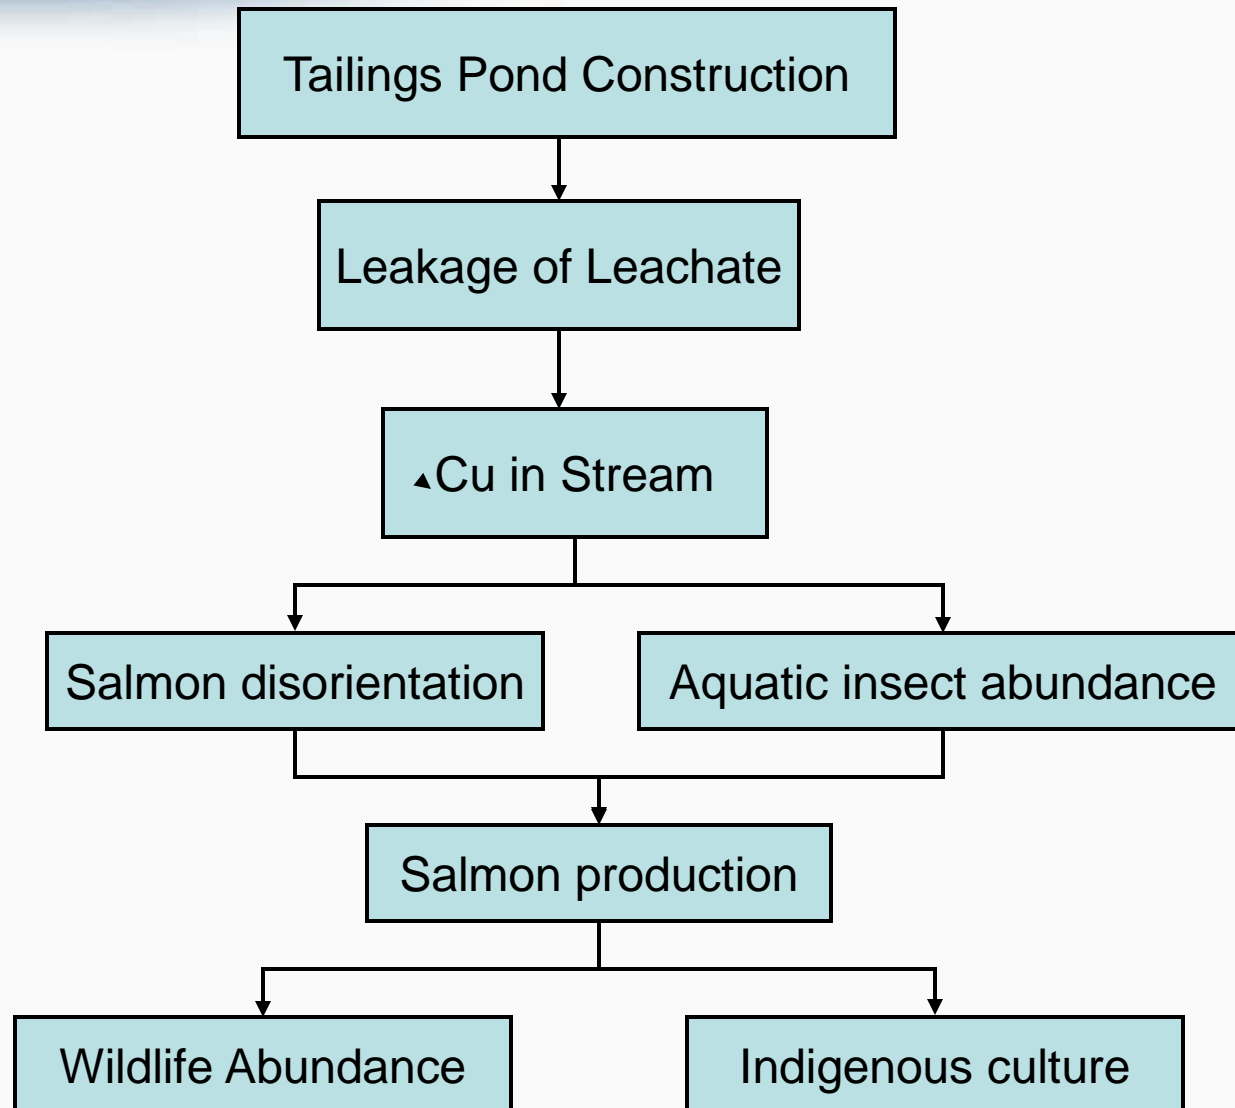 Tailings Pond Construction
Leakage of Leachate
Cu in Stream
Salmon disorientation
Aquatic insect abundance
Salmon production
Wildlife Abundance
Indigenous culture